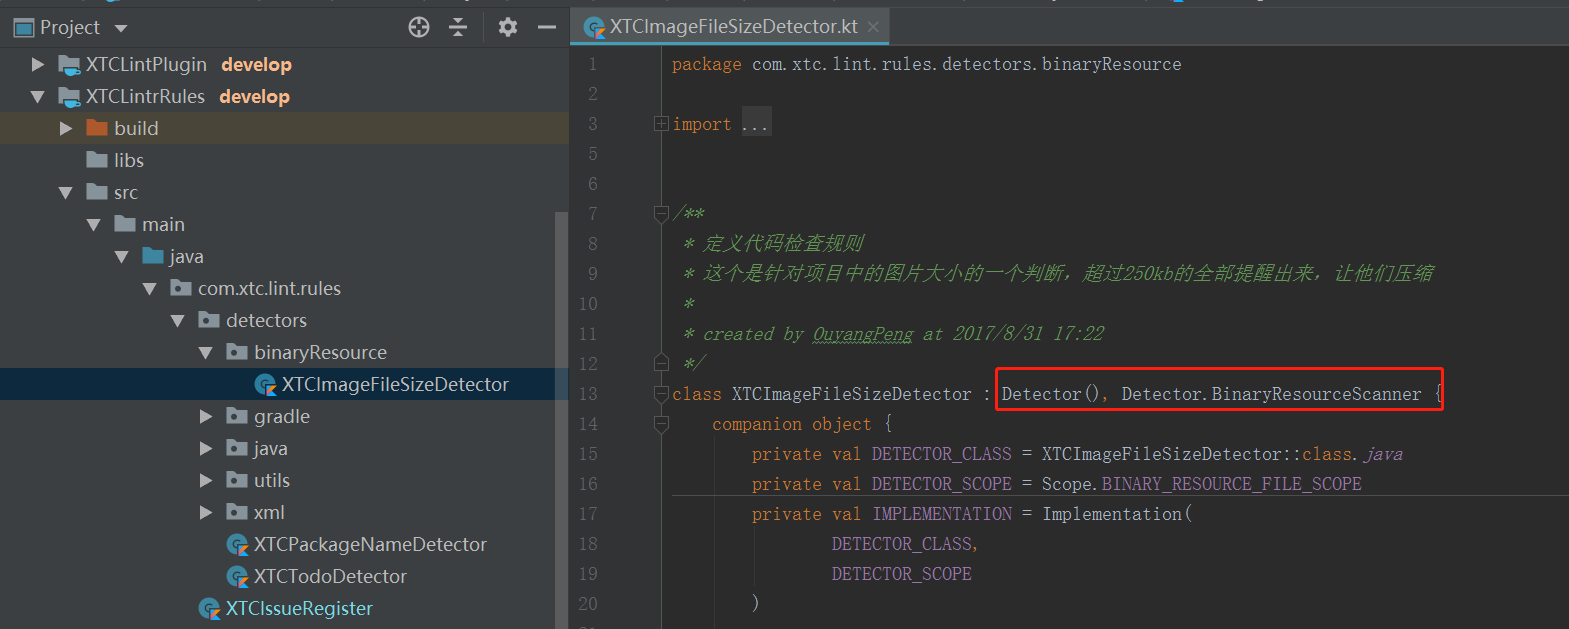 Project
XTCLintPlugin develop
XTCLintrRules develop
build
libs
src
main
java
com.xtc.lint.rules
detectors
binaryResource
XTCImageFileSizeDetector
gradle
java
utils
xml
XTCPackageNameDetector
XTCTodoDetector
XTCIssueRegister
XTCImageFileSizeDetector.kt
1 package com.xtc.lint.rules.detectors.binaryResource
2
3 import ...
5
6
7 /**
8 * 定义代码检查规则
9 * 这个是针对项目中的图片大小的一个判断，超过250kb的全部提醒出来，让他们压缩
10 *
11 * created by OuyangPeng at 2017/8/31 17:22
12 */
13 class XTCImageFileSizeDetector : Detector(), Detector.BinaryResourceScanner {
14 companion object {
15 private val DETECTOR_CLASS = XTCImageFileSizeDetector::class.java
16 private val DETECTOR_SCOPE = Scope.BINARY_RESOURCE_FILE_SCOPE
17 private val IMPLEMENTATION = Implementation(
18 DETECTOR_CLASS,
19 DETECTOR_SCOPE
20 )